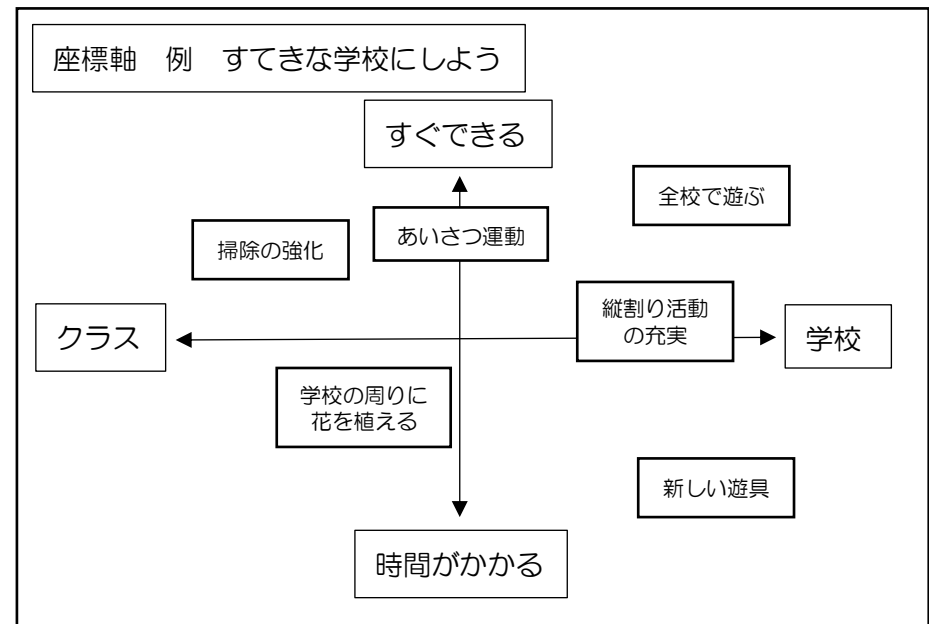 座標軸　例　すてきな学校にしよう
すぐできる
全校で遊ぶ
あいさつ運動
掃除の強化
縦割り活動
の充実
クラス
学校
学校の周りに
花を植える
新しい遊具
時間がかかる